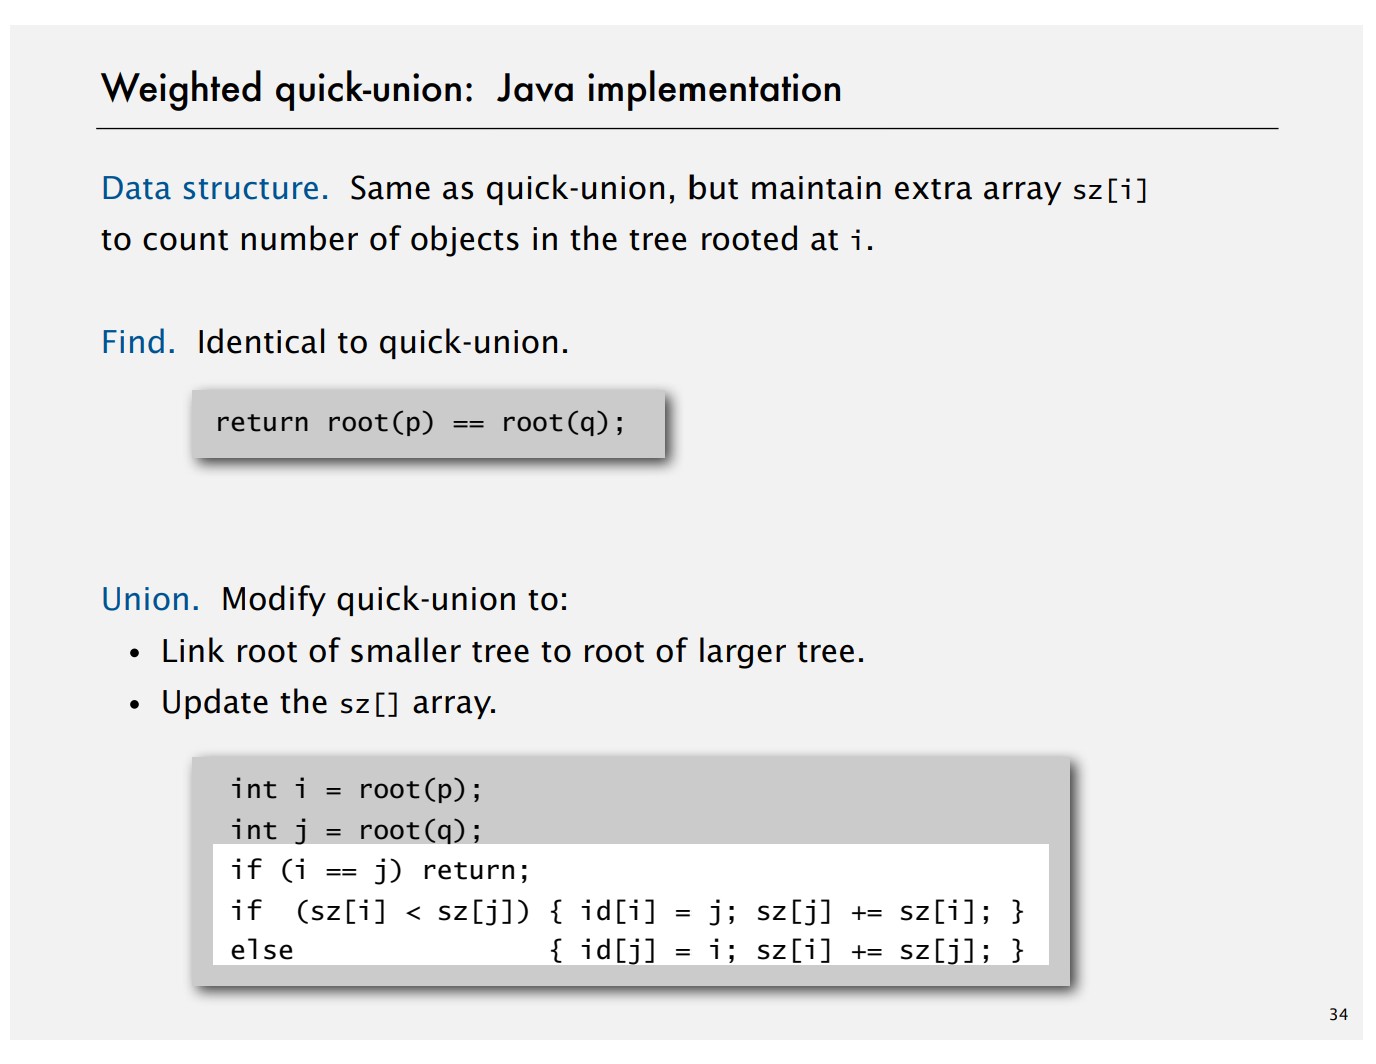 Weighted quick-union:  Java implementation
Data structure.  Same as quick-union, but maintain extra array sz[i]
to count number of objects in the tree rooted at i.
Find.  Identical to quick-union.
return root(p) == root(q);
Union.  Modify quick-union to:
• Link root of smaller tree to root of larger tree.
• Update the sz[] array.
int i = root(p);
int j = root(q);
if (i == j) return;
if  (sz[i] < sz[j]) { id[i] = j; sz[j] += sz[i]; }
else                { id[j] = i; sz[i] += sz[j]; }
34